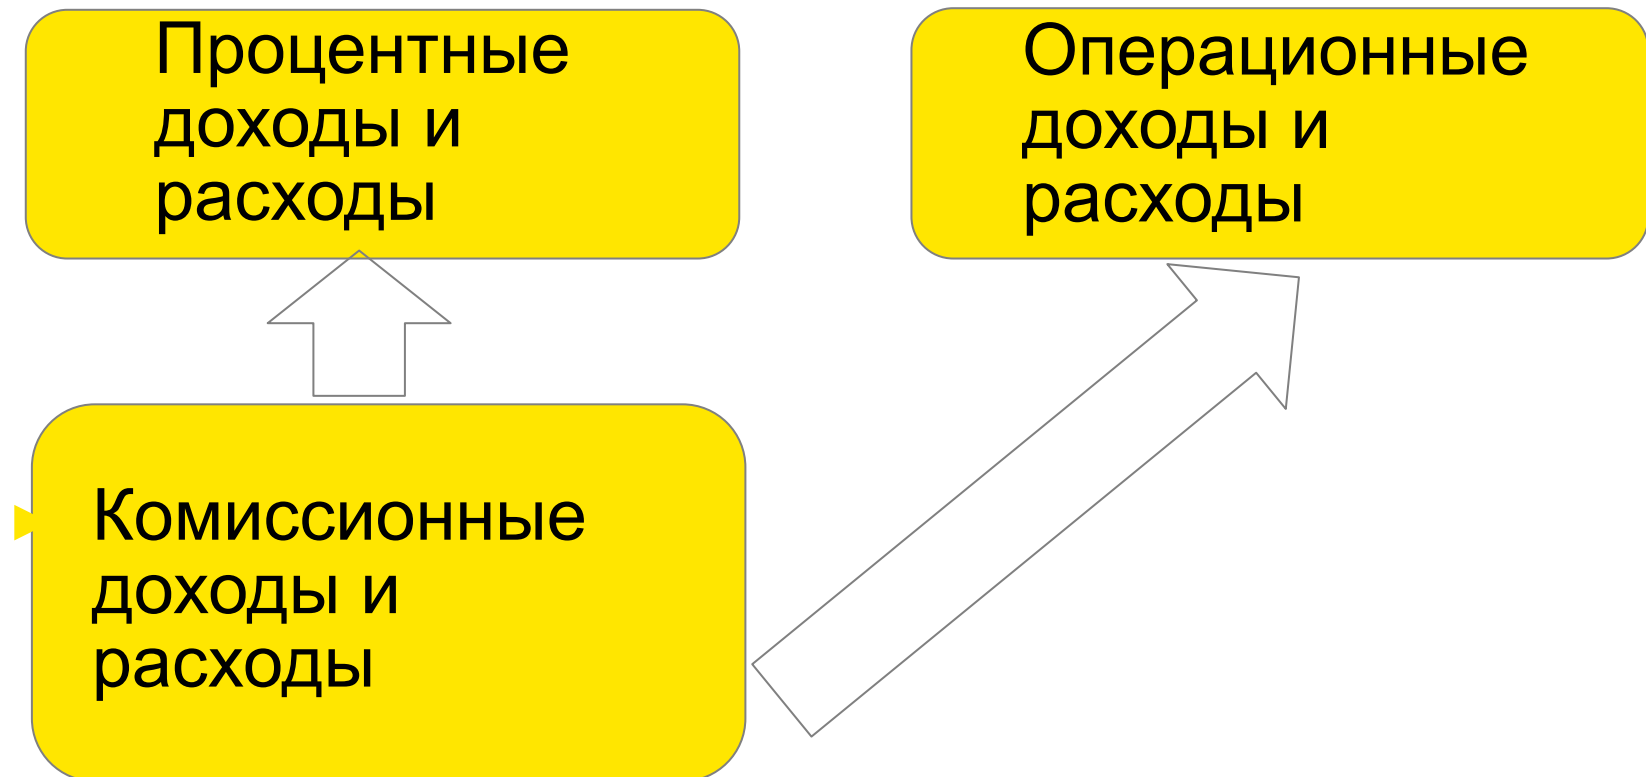 Процентные
доходы и
расходы
Операционные
доходы и
расходы
Комиссионные
доходы и
расходы